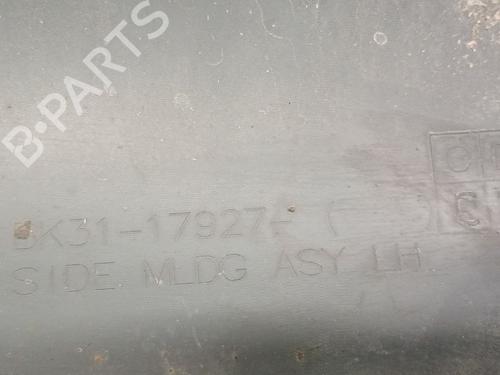 B-PARTS
BK31-17927- (
SIDE MLDG ASY LH
C